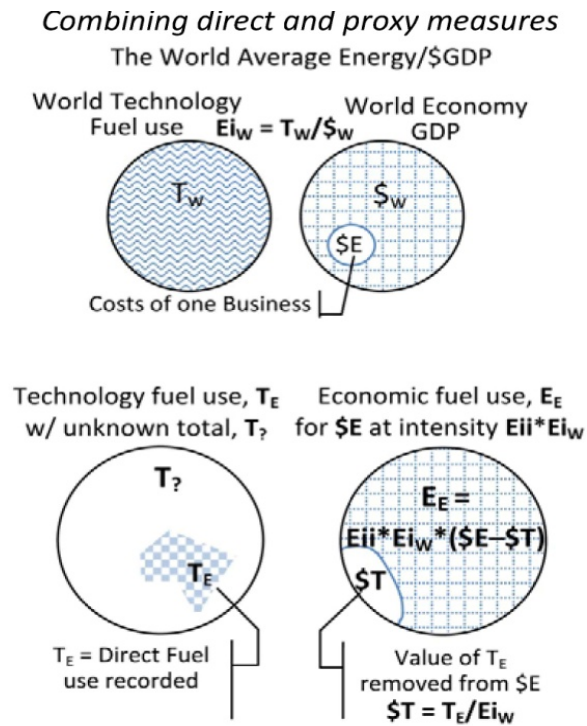 Combining direct and proxy measures
The World Average Energy/$GDP
World Technology
Fuel use
Eiw = Tw/$w
World Economy
GDP
Tw
$w
$E
Costs of one Business
Technology fuel use, TE
w/ unknown total, T?
Economic fuel use, EE
for $E at intensity Eii*Eiw
T?
TE
EE =
Eii*Eiw*($E–$T)
$T
TE = Direct Fuel
use recorded
Value of TE
removed from $E
$T = TE/Eiw